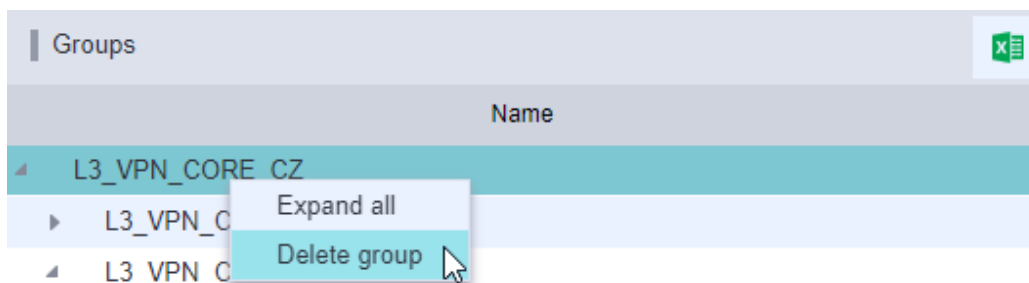 Groups
Name
L3_VPN_CORE_CZ
Expand all
L3_VPN_C
Delete group
L3_VPN_C